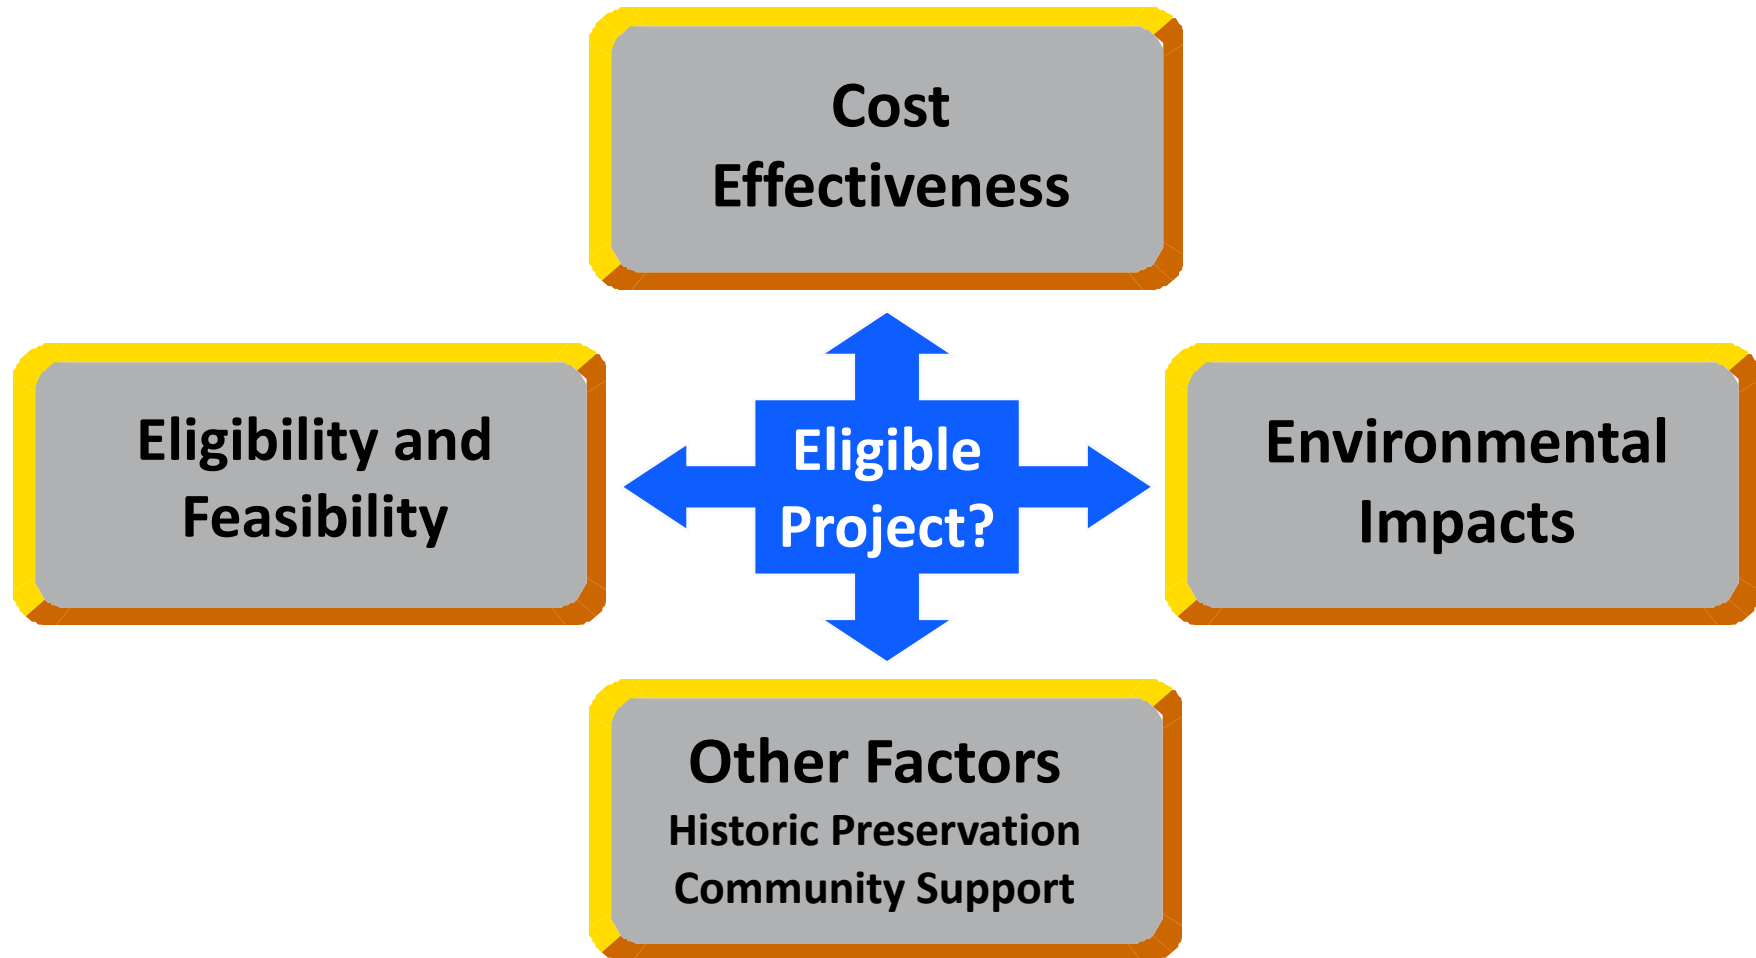 Cost
Effectiveness
Eligibility and
Feasibility
Eligible
Project?
Environmental
Impacts
Other Factors
Historic Preservation
Community Support